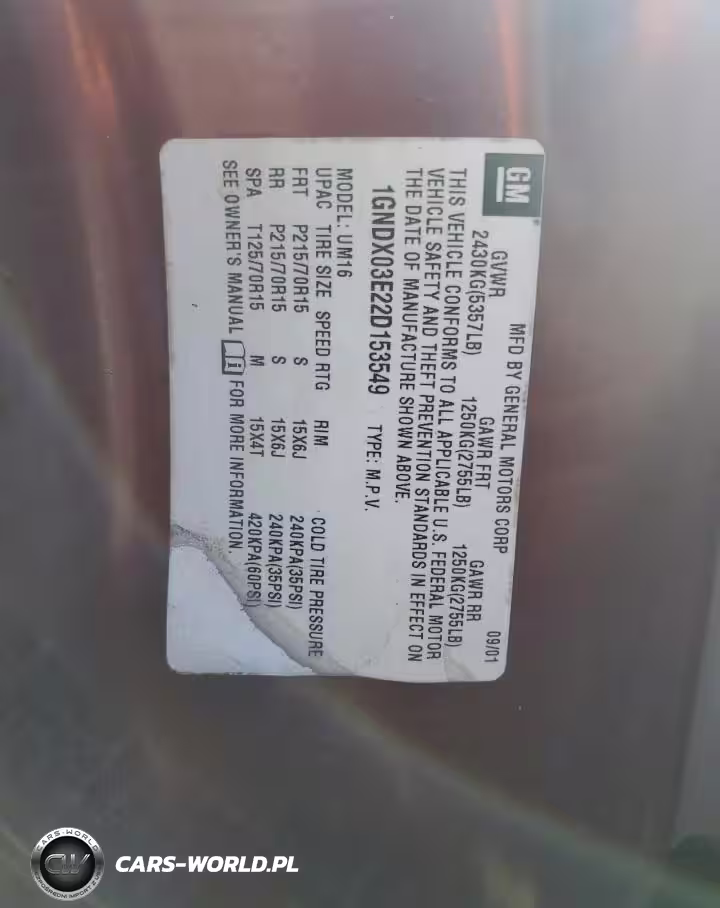 GM
MFD BY GENERAL MOTORS CORP 09/01
GVWR GAWR FRT GAWR RR
2430KG(5357LB) 1250KG(2755LB) 1250KG(2755LB)
THIS VEHICLE CONFORMS TO ALL APPLICABLE U.S. FEDERAL MOTOR
VEHICLE SAFETY AND THEFT PREVENTION STANDARDS IN EFFECT ON
THE DATE OF MANUFACTURE SHOWN ABOVE.
1GNDX03E22D153549 TYPE: M.P.V.
MODEL: UM16
UPAC TIRE SIZE SPEED RTG RIM COLD TIRE PRESSURE
FRT P215/70R15 S 15X6J 240KPA(35PSI)
RR P215/70R15 S 15X6J 240KPA(35PSI)
SPA T125/70R15 M 15X4T 420KPA(60PSI)
SEE OWNER'S MANUAL FOR MORE INFORMATION.
CARS-WORLD
CW
CARS-WORLD.PL